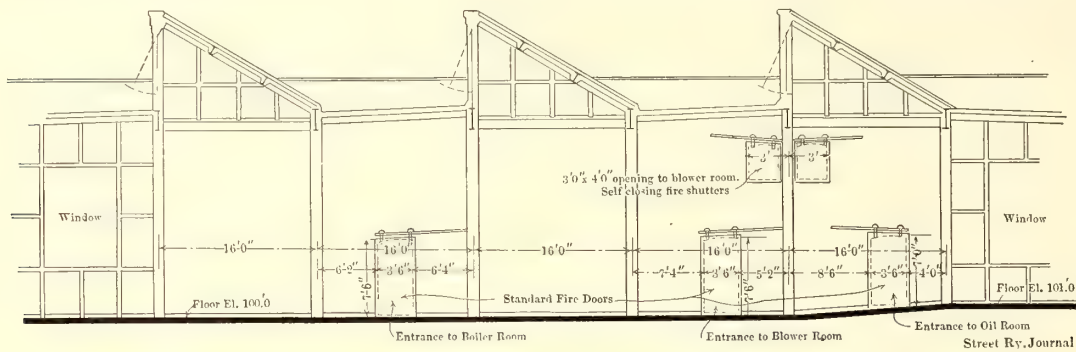 3'
3'
3'0" x 4'0" opening to blower room.
Self closing fire shutters
Window
Window
16'0"
16'0"
16'0"
16'0"
16'0"
6'2"
3'6"
6'4"
7'4"
3'6"
5'2"
8'6"
3'6"
4'0"
7'6"
7'6"
7'0"
Floor El. 100.0
Standard Fire Doors
Floor El. 101.0
Entrance to Boiler Room
Entrance to Blower Room
Entrance to Oil Room
Street Ry. Journal